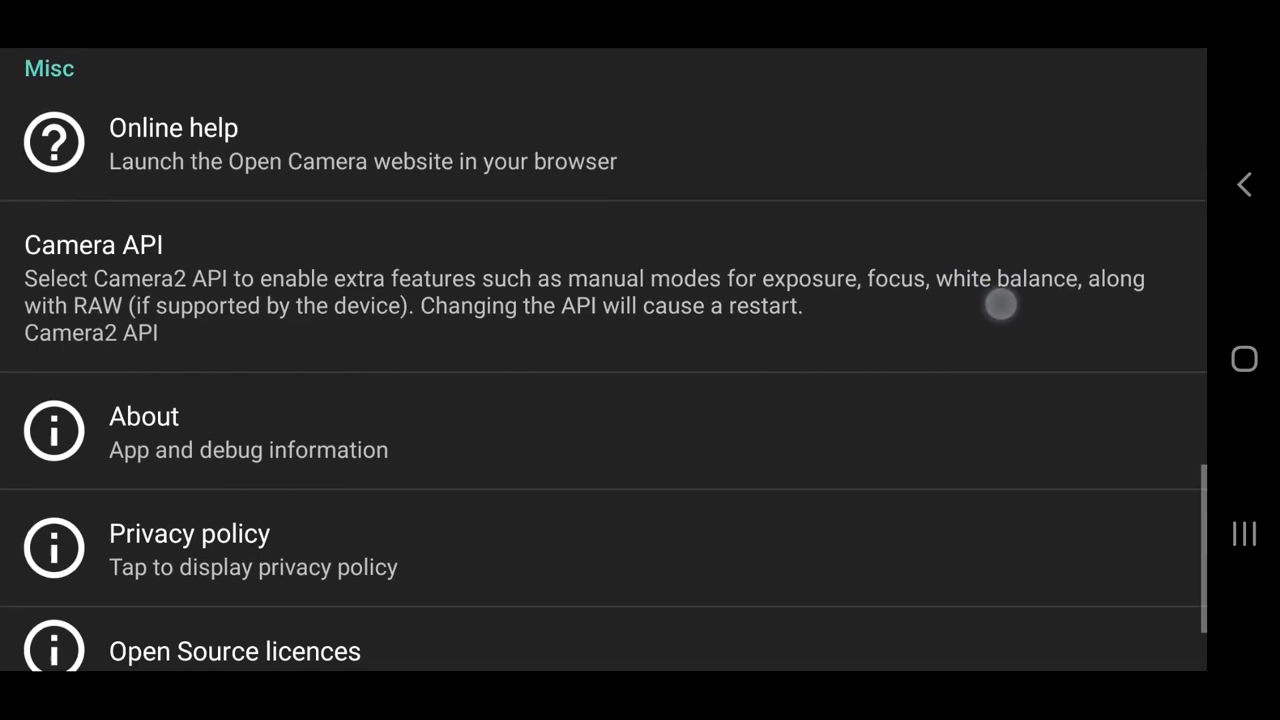 Misc
Online help
Launch the Open Camera website in your browser
Camera API
Select Camera2 API to enable extra features such as manual modes for exposure, focus, white balance, along
with RAW (if supported by the device). Changing the API will cause a restart.
Camera2 API
About
App and debug information
Privacy policy
Tap to display privacy policy
Open Source licences